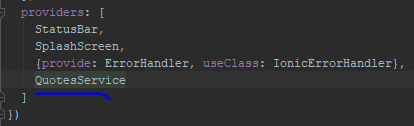 providers: [
StatusBar,
SplashScreen,
{provide: ErrorHandler, useClass: IonicErrorHandler},
QuotesService
]
})